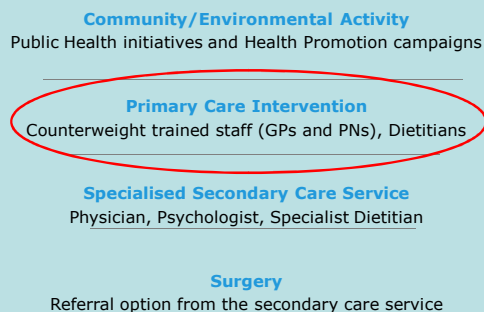 Community/Environmental Activity
Public Health initiatives and Health Promotion campaigns
Primary Care Intervention
Counterweight trained staff (GPs and PNs), Dietitians
Specialised Secondary Care Service
Physician, Psychologist, Specialist Dietitian
Surgery
Referral option from the secondary care service